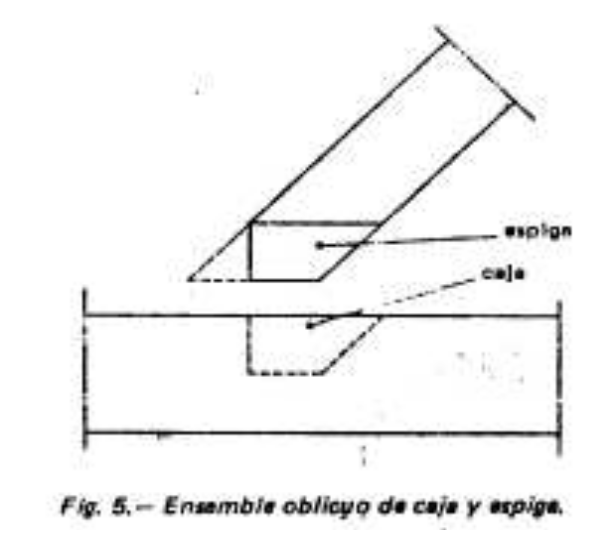 espiga
caja
Fig. 5.— Ensamble oblicuo de caja y espiga.